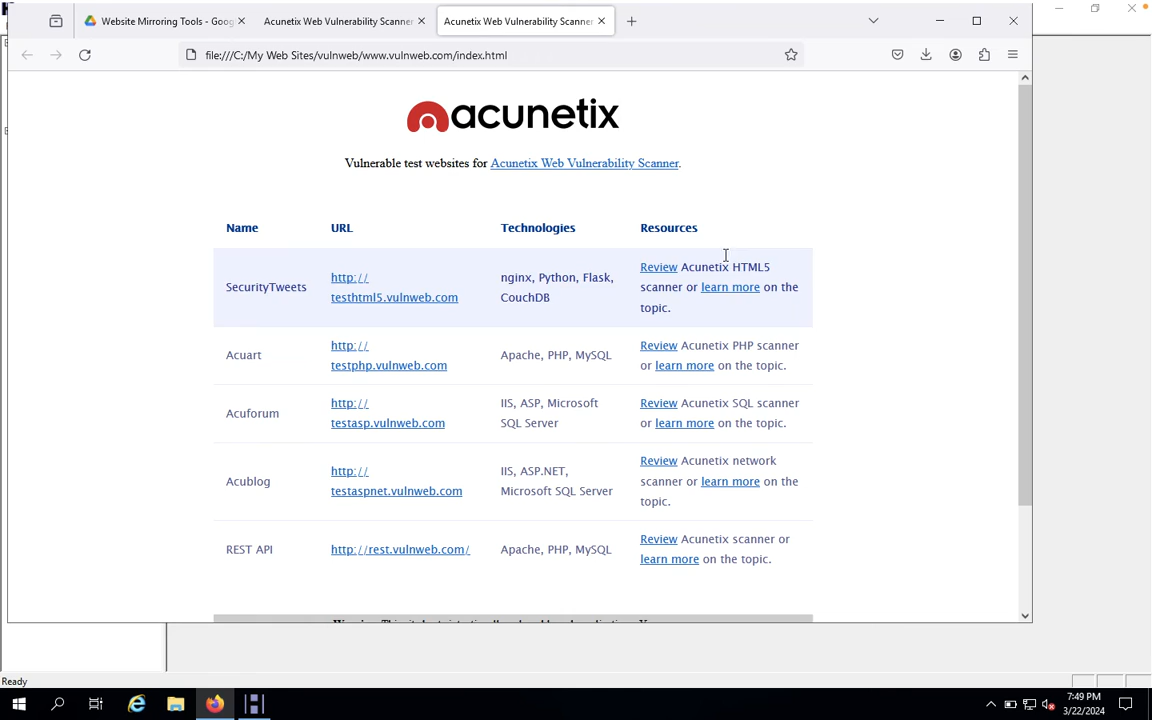 Website Mirroring Tools - Goog
Acunetix Web Vulnerability Scanner
Acunetix Web Vulnerability Scanner
file:///C:/My Web Sites/vulnweb/www.vulnweb.com/index.html
acunetix
Vulnerable test websites for Acunetix Web Vulnerability Scanner.
Name URL Technologies Resources
SecurityTweets
http://
testhtml5.vulnweb.com
nginx, Python, Flask,
CouchDB
Review Acunetix HTML5
scanner or learn more on the
topic.
Acuart
http://
testphp.vulnweb.com
Apache, PHP, MySQL
Review Acunetix PHP scanner
or learn more on the topic.
Acuforum
http://
testasp.vulnweb.com
IIS, ASP, Microsoft
SQL Server
Review Acunetix SQL scanner
or learn more on the topic.
Acublog
http://
testaspnet.vulnweb.com
IIS, ASP.NET,
Microsoft SQL Server
Review Acunetix network
scanner or learn more on the
topic.
REST API
http://rest.vulnweb.com/
Apache, PHP, MySQL
Review Acunetix scanner or
learn more on the topic.
Ready
7:49 PM
3/22/2024